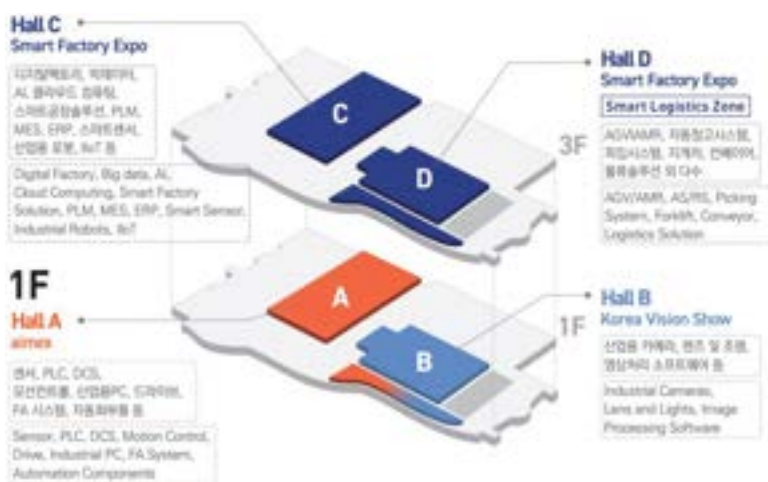 Hall C
Smart Factory Expo
디지털팩토리, 빅데이터,
AI, 클라우드 컴퓨팅,
스마트공장솔루션, PLM,
MES, ERP, 스마트센서,
산업용 로봇, IIoT 등
Digital Factory, Big data, AI,
Cloud Computing, Smart Factory
Solution, PLM, MES, ERP, Smart Sensor,
Industrial Robots, IIoT
C
D
3F
Hall D
Smart Factory Expo
Smart Logistics Zone
AGV/AMR, 자동창고시스템,
피킹시스템, 지게차, 컨베이어,
물류솔루션 외 다수
AGV/AMR, AS/RS, Picking
System, Forklift, Conveyor,
Logistics Solution
1F
Hall A
aimex
센서, PLC, DCS,
모션컨트롤, 산업용PC, 드라이브,
FA 시스템, 자동화부품 등
Sensor, PLC, DCS, Motion Control,
Drive, Industrial PC, FA System,
Automation Components
A
B
1F
Hall B
Korea Vision Show
산업용 카메라, 렌즈 및 조명,
영상처리 소프트웨어 등
Industrial Cameras,
Lens and Lights, Image
Processing Software